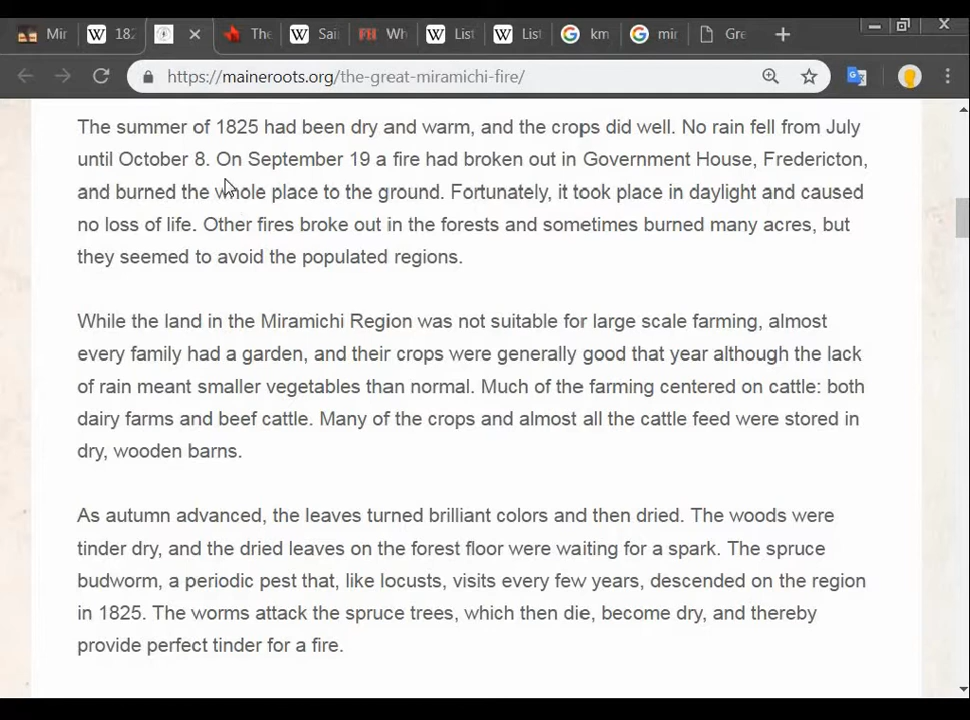 Mir
182
The
Sai
FH Wh
List
List
km
mir
Gre
https://maineroots.org/the-great-miramichi-fire/
The summer of 1825 had been dry and warm, and the crops did well. No rain fell from July
until October 8. On September 19 a fire had broken out in Government House, Fredericton,
and burned the whole place to the ground. Fortunately, it took place in daylight and caused
no loss of life. Other fires broke out in the forests and sometimes burned many acres, but
they seemed to avoid the populated regions.
While the land in the Miramichi Region was not suitable for large scale farming, almost
every family had a garden, and their crops were generally good that year although the lack
of rain meant smaller vegetables than normal. Much of the farming centered on cattle: both
dairy farms and beef cattle. Many of the crops and almost all the cattle feed were stored in
dry, wooden barns.
As autumn advanced, the leaves turned brilliant colors and then dried. The woods were
tinder dry, and the dried leaves on the forest floor were waiting for a spark. The spruce
budworm, a periodic pest that, like locusts, visits every few years, descended on the region
in 1825. The worms attack the spruce trees, which then die, become dry, and thereby
provide perfect tinder for a fire.